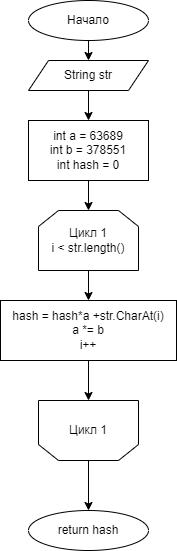 Начало
String str
int a = 63689
int b = 378551
int hash = 0
Цикл 1
i < str.length()
hash = hash*a +str.CharAt(i)
a *= b
i++
Цикл 1
return hash